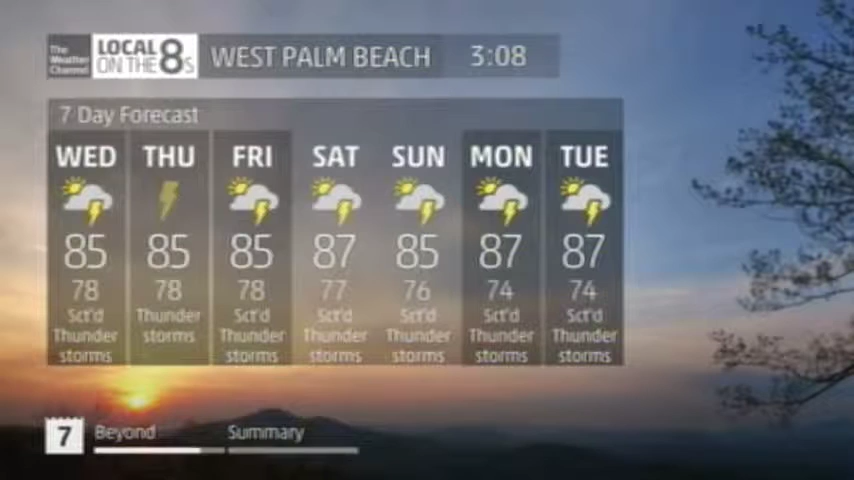 The Weather Channel LOCAL ON THE 8s WEST PALM BEACH 3:08
7 Day Forecast
WED THU FRI SAT SUN MON TUE
85 85 85 87 85 87 87
78 78 78 77 76 74 74
Sct'd Thunder Sct'd Sct'd Sct'd Sct'd Sct'd
Thunder storms Thunder Thunder Thunder Thunder Thunder
storms storms storms storms storms storms
7 Beyond Summary